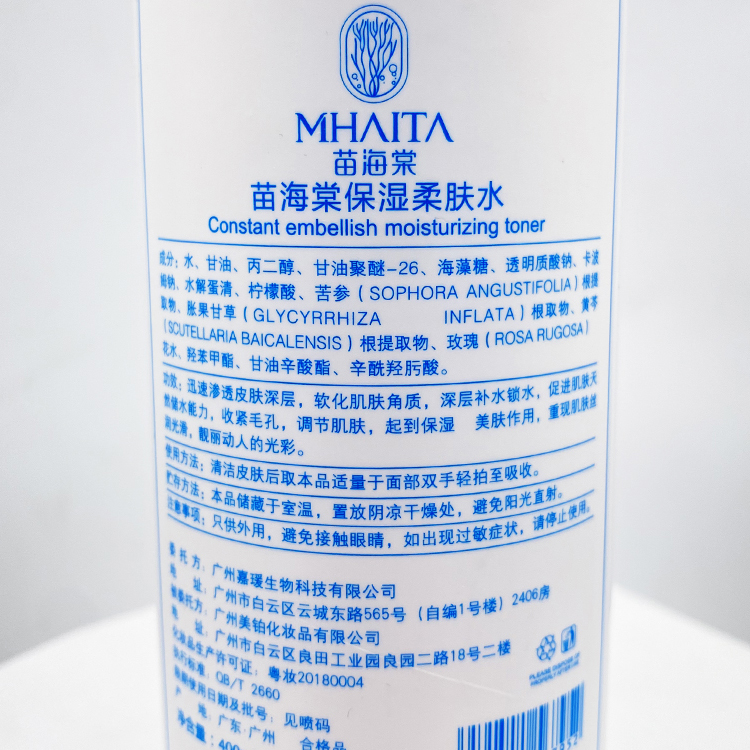 MHAITA
苗海棠
苗海棠保湿柔肤水
Constant embellish moisturizing toner
成分：水、甘油、丙二醇、甘油聚醚-26、海藻糖、透明质酸钠、卡波
姆钠、水解蛋清、柠檬酸、苦参(SOPHORA ANGUSTIFOLIA)根提
取物、胀果甘草(GLYCYRRHIZA INFLATA)根取物、黄芩
(SCUTELLARIA BAICALENSIS)根提取物、玫瑰(ROSA RUGOSA)
花水、羟苯甲酯、甘油辛酸酯、辛酰羟肟酸。
功效：迅速渗透皮肤深层，软化肌肤角质，深层补水锁水，促进肌肤天
然储水能力，收紧毛孔，调节肌肤，起到保湿 美肤作用，重现肌肤丝
润光滑，靓丽动人的光彩。
使用方法：清洁皮肤后取本品适量于面部双手轻拍至吸收。
贮存方法：本品储藏于室温，置放阴凉干燥处，避免阳光直射。
注意事项：只供外用，避免接触眼睛，如出现过敏症状，请停止使用。
委托方：广州嘉瑗生物科技有限公司
地 址：广州市白云区云城东路565号（自编1号楼）2406房
被委托方：广州美铂化妆品有限公司
地 址：广州市白云区良田工业园良园二路18号二楼
化妆品生产许可证：粤妆20180004
执行标准：QB/T 2660
限期使用日期及批号：见喷码
产 地：广东·广州 合格品
净含量：400
PLEASE DISPOSE OF
PROPERLY AFTER USE